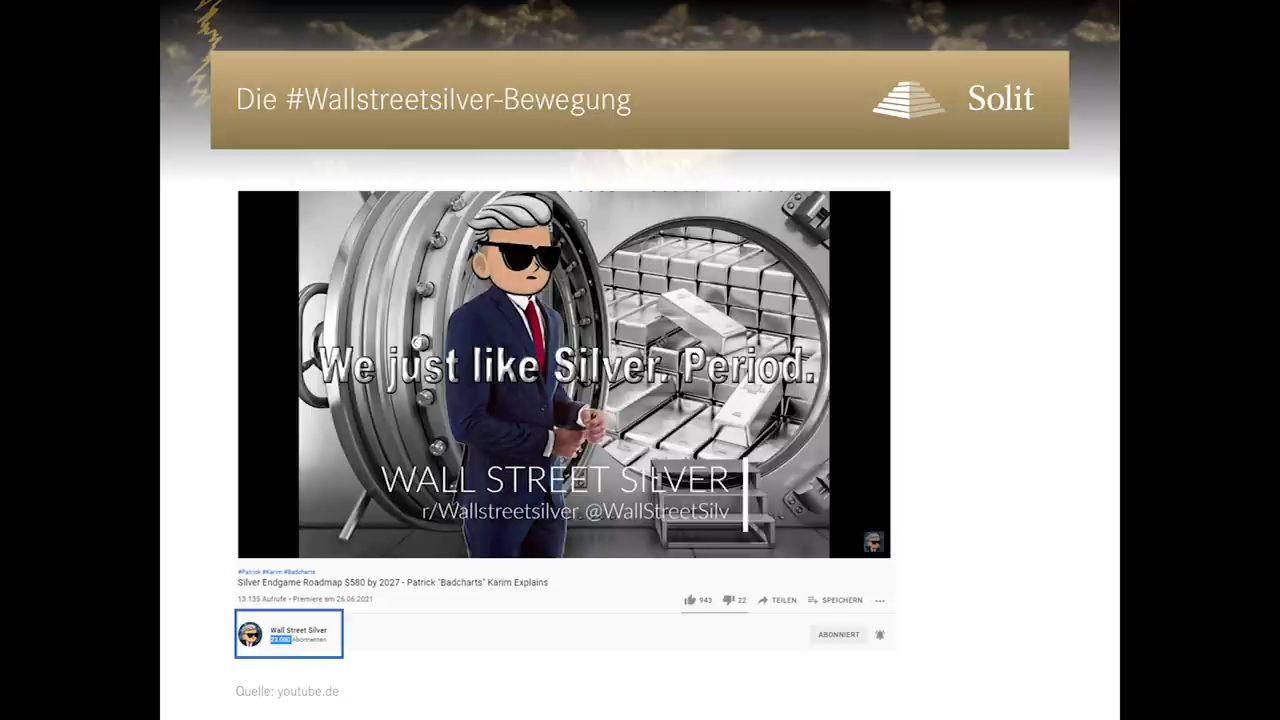 Die #Wallstreetsilver-Bewegung
Solit
We just like Silver. Period.
WALL STREET SILVER
r/Wallstreetsilver @WallStreetSilv
#Patrick #Karim #Badcharts
Silver Endgame Roadmap $580 by 2027 - Patrick "Badcharts" Karim Explains
13.135 Aufrufe • Premiere am 26.06.2021
943
22
TEILEN
SPEICHERN
Wall Street Silver
23.000 Abonnenten
ABONNIERT
Quelle: youtube.de